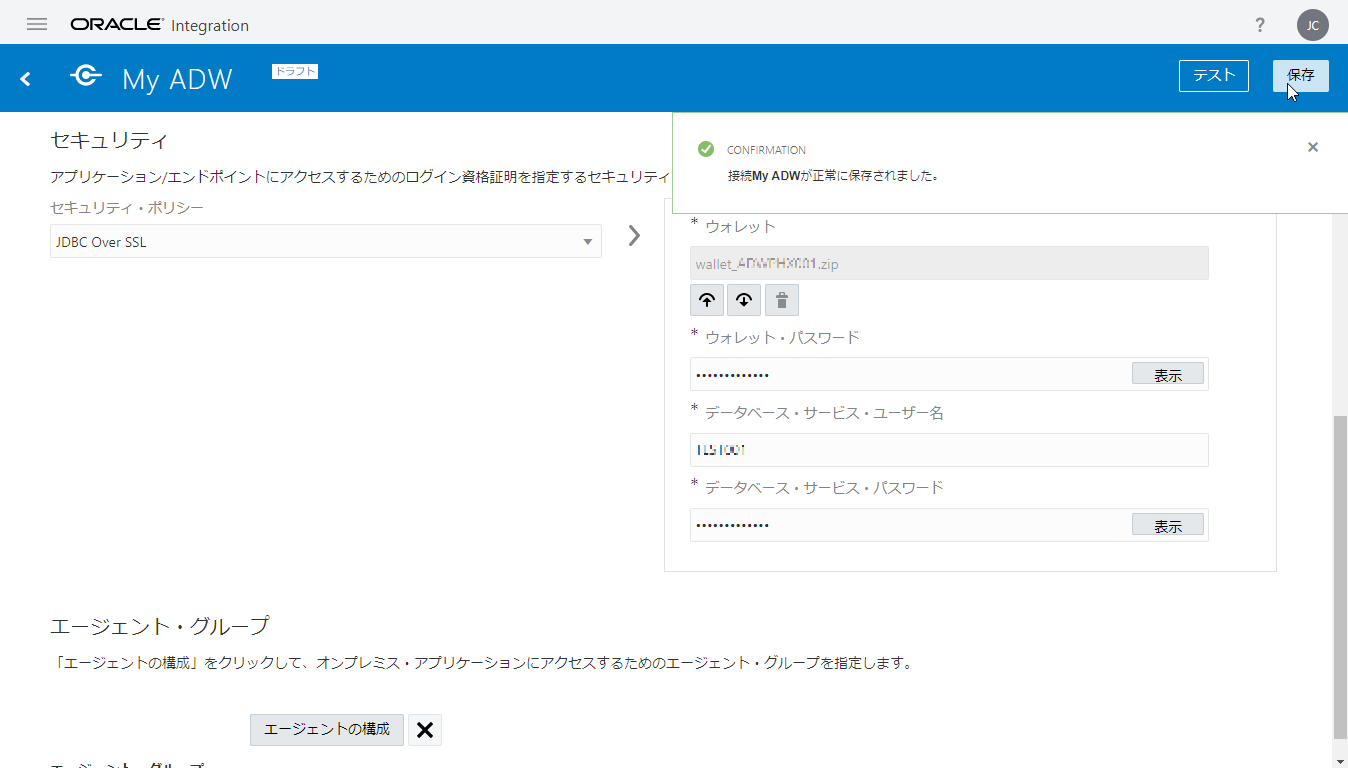 ORACLE Integration
?
JC
My ADW
ドラフト
テスト
保存
CONFIRMATION
接続My ADWが正常に保存されました。
セキュリティ
アプリケーション/エンドポイントにアクセスするためのログイン資格証明を指定するセキュリティ
セキュリティ・ポリシー
JDBC Over SSL
* ウォレット
wallet_ .zip
* ウォレット・パスワード
•••••••••••••
表示
* データベース・サービス・ユーザー名
* データベース・サービス・パスワード
•••••••••••••
表示
エージェント・グループ
「エージェントの構成」をクリックして、オンプレミス・アプリケーションにアクセスするためのエージェント・グループを指定します。
エージェントの構成